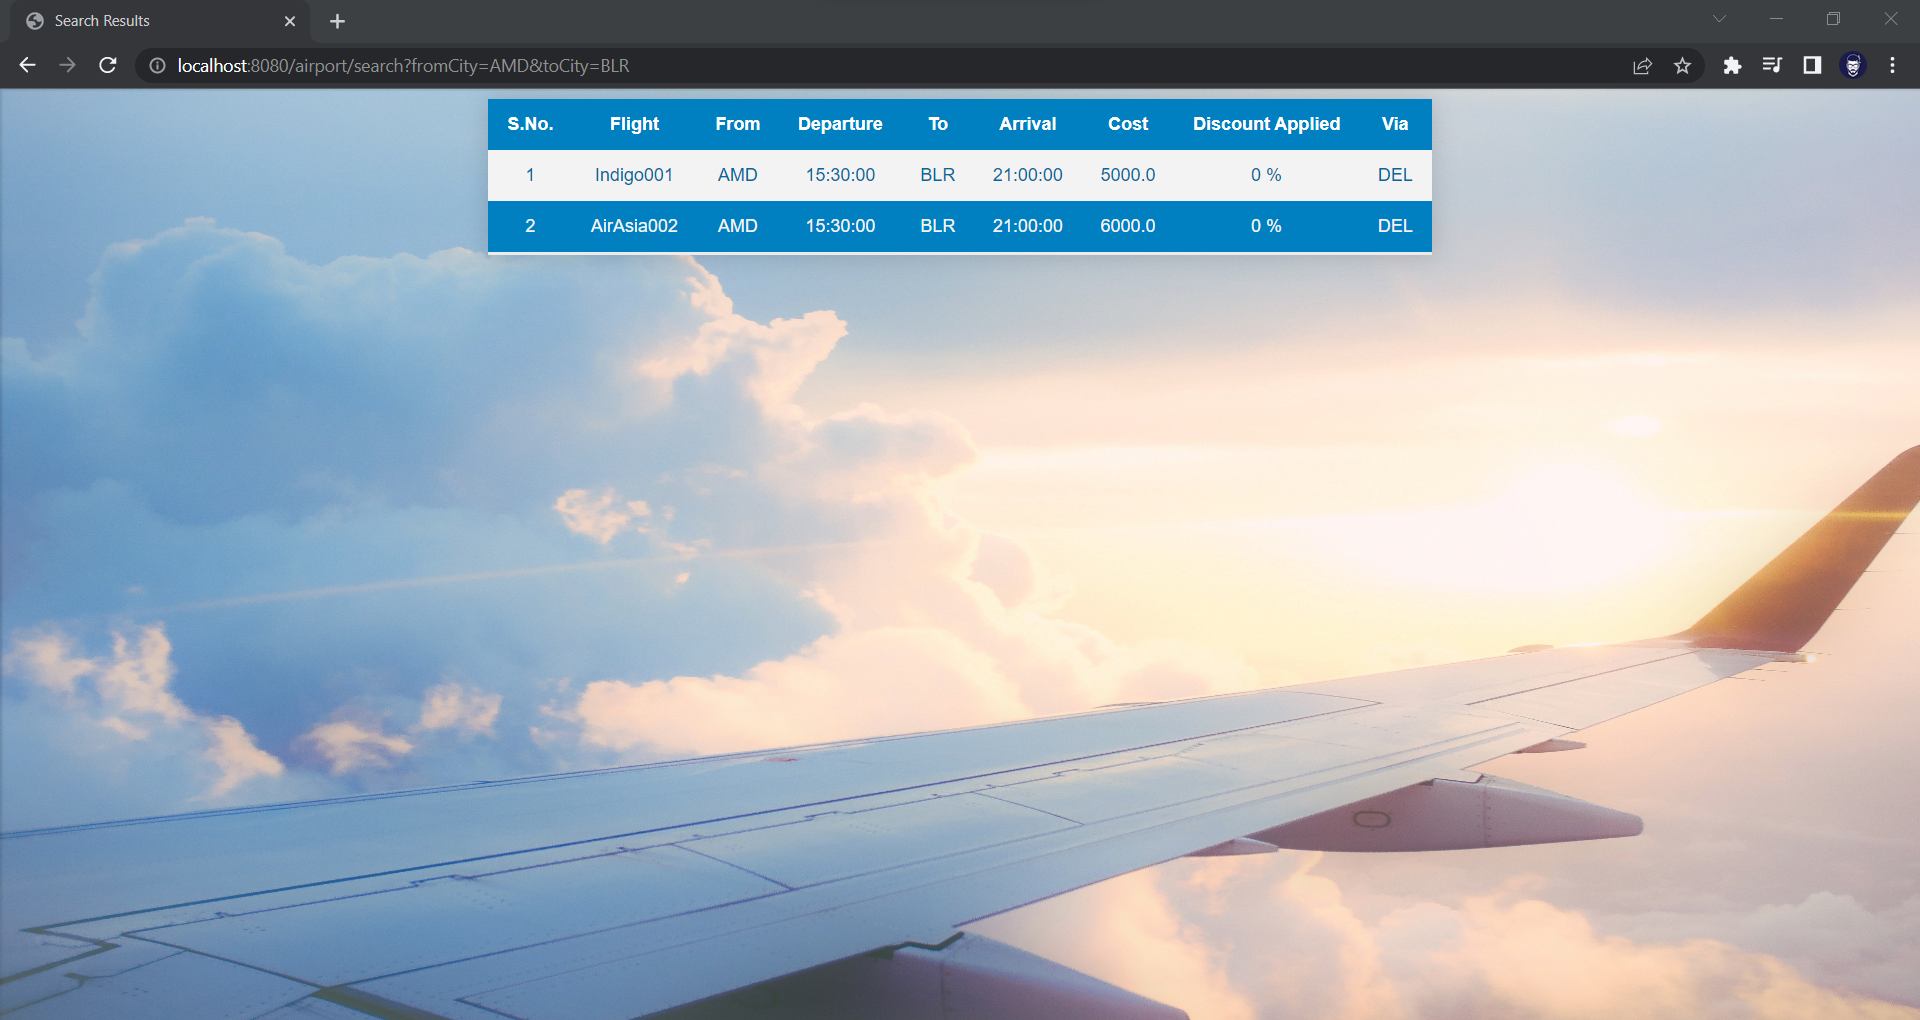 Search Results
localhost:8080/airport/search?fromCity=AMD&toCity=BLR
S.No. Flight From Departure To Arrival Cost Discount Applied Via
1 Indigo001 AMD 15:30:00 BLR 21:00:00 5000.0 0 % DEL
2 AirAsia002 AMD 15:30:00 BLR 21:00:00 6000.0 0 % DEL